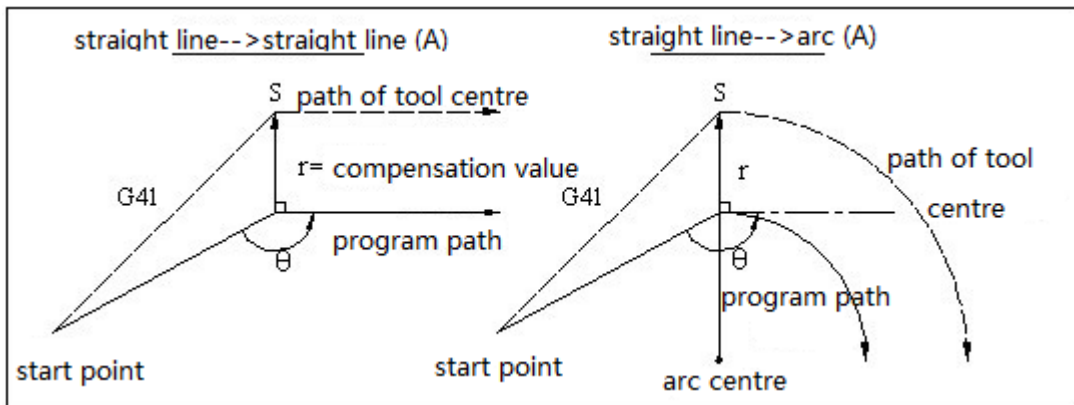 straight line-->straight line (A)
S
path of tool centre
r= compensation value
G41
program path
θ
start point
straight line-->arc (A)
S
path of tool
r
G41
centre
θ
program path
start point
arc centre